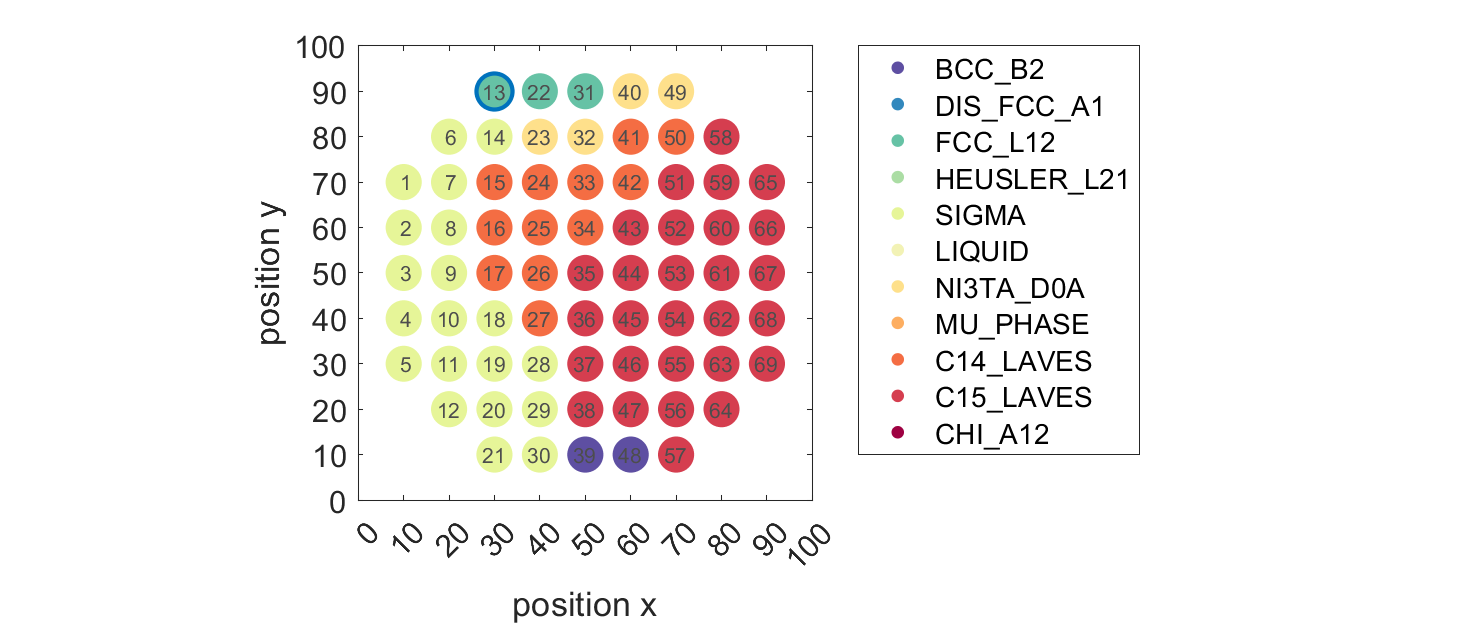 100
90 13 22 31 40 49
80 6 14 23 32 41 50 58
70 1 7 15 24 33 42 51 59 65
60 2 8 16 25 34 43 52 60 66
50 3 9 17 26 35 44 53 61 67
40 4 10 18 27 36 45 54 62 68
30 5 11 19 28 37 46 55 63 69
20 12 20 29 38 47 56 64
10 21 30 39 48 57
0
0 10 20 30 40 50 60 70 80 90 100
position x
position y
BCC_B2
DIS_FCC_A1
FCC_L12
HEUSLER_L21
SIGMA
LIQUID
NI3TA_D0A
MU_PHASE
C14_LAVES
C15_LAVES
CHI_A12